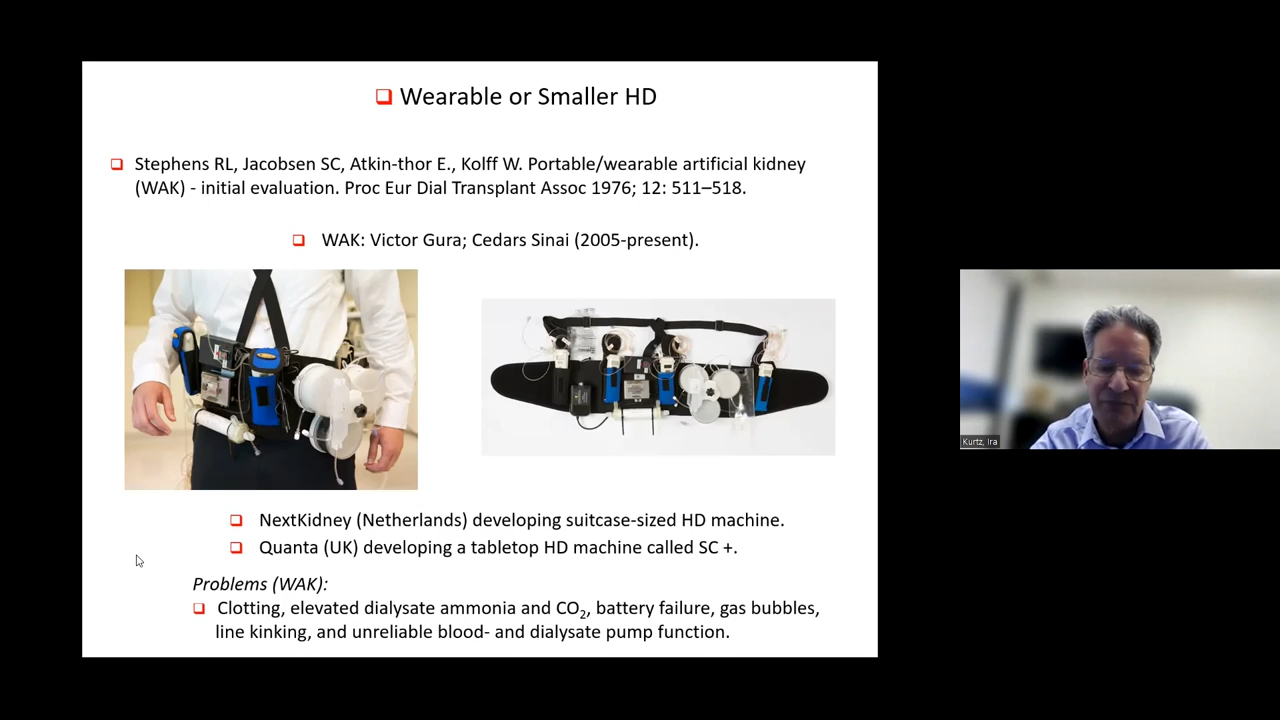 Wearable or Smaller HD
Stephens RL, Jacobsen SC, Atkin-thor E., Kolff W. Portable/wearable artificial kidney
(WAK) - initial evaluation. Proc Eur Dial Transplant Assoc 1976; 12: 511–518.
WAK: Victor Gura; Cedars Sinai (2005-present).
NextKidney (Netherlands) developing suitcase-sized HD machine.
Quanta (UK) developing a tabletop HD machine called SC +.
Problems (WAK):
Clotting, elevated dialysate ammonia and CO₂, battery failure, gas bubbles,
line kinking, and unreliable blood- and dialysate pump function.
Kurtz, Ira